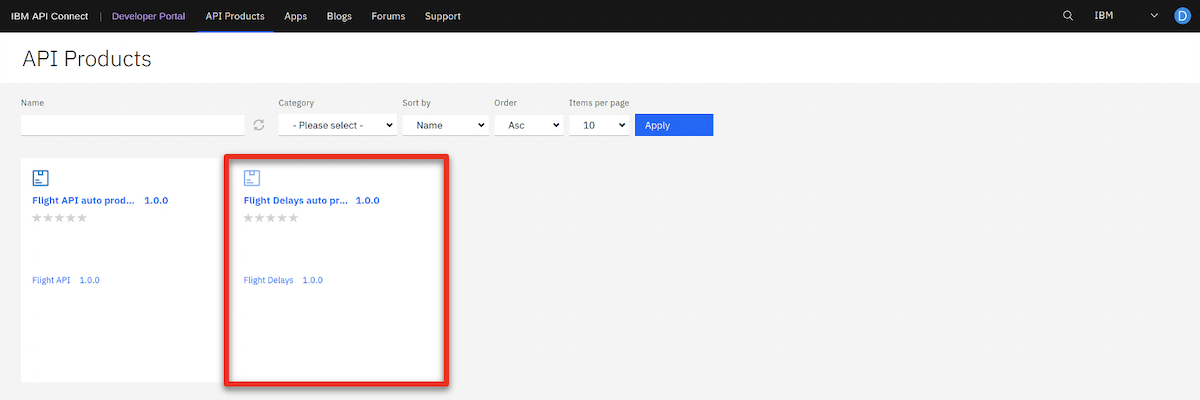 IBM API Connect | Developer Portal API Products Apps Blogs Forums Support IBM D
API Products
Name Category Sort by Order Items per page
- Please select - Name Asc 10 Apply
Flight API auto prod... 1.0.0 Flight Delays auto pr... 1.0.0
Flight API 1.0.0 Flight Delays 1.0.0